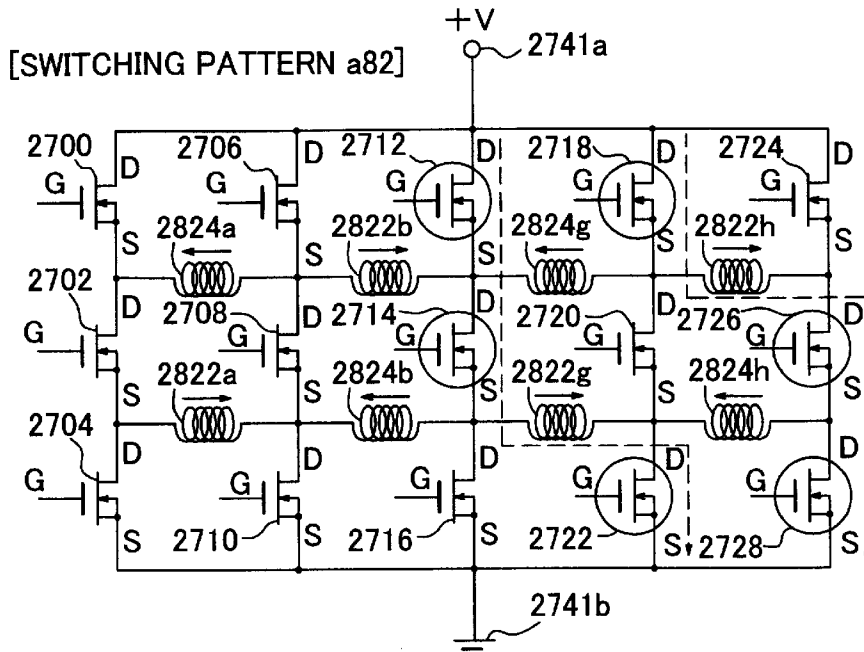 +V
2741a
[SWITCHING PATTERN a82]
2700 D 2706 D 2712 D 2718 D 2724 D
G G G G G
S S S S S
2824a 2822b 2824g 2822h
2702 D 2708 D 2714 D 2720 D 2726 D
G G G G G
S S S S S
2822a 2824b 2822g 2824h
2704 D D D D D
G G G G G
S S S S S
2710 2716 2722 2728
2741b